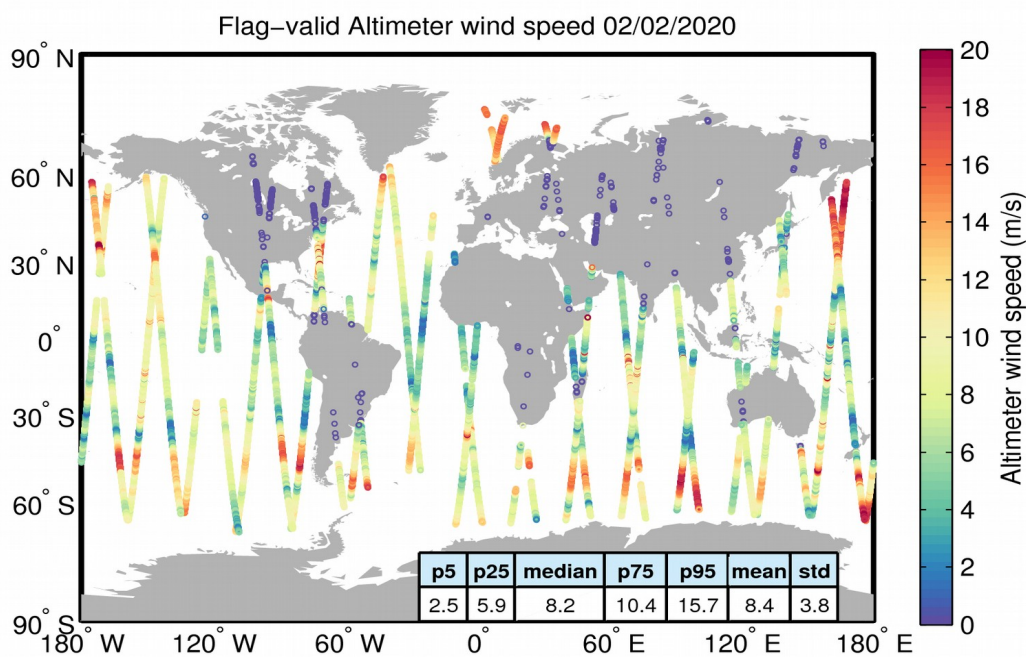 Flag−valid Altimeter wind speed 02/02/2020
90° N
60° N
30° N
0°
30° S
60° S
90° S
180° W
120° W
60° W
0°
60° E
120° E
180° E
p5 p25 median p75 p95 mean std
2.5 5.9 8.2 10.4 15.7 8.4 3.8
20
18
16
14
12
10
8
6
4
2
0
Altimeter wind speed (m/s)